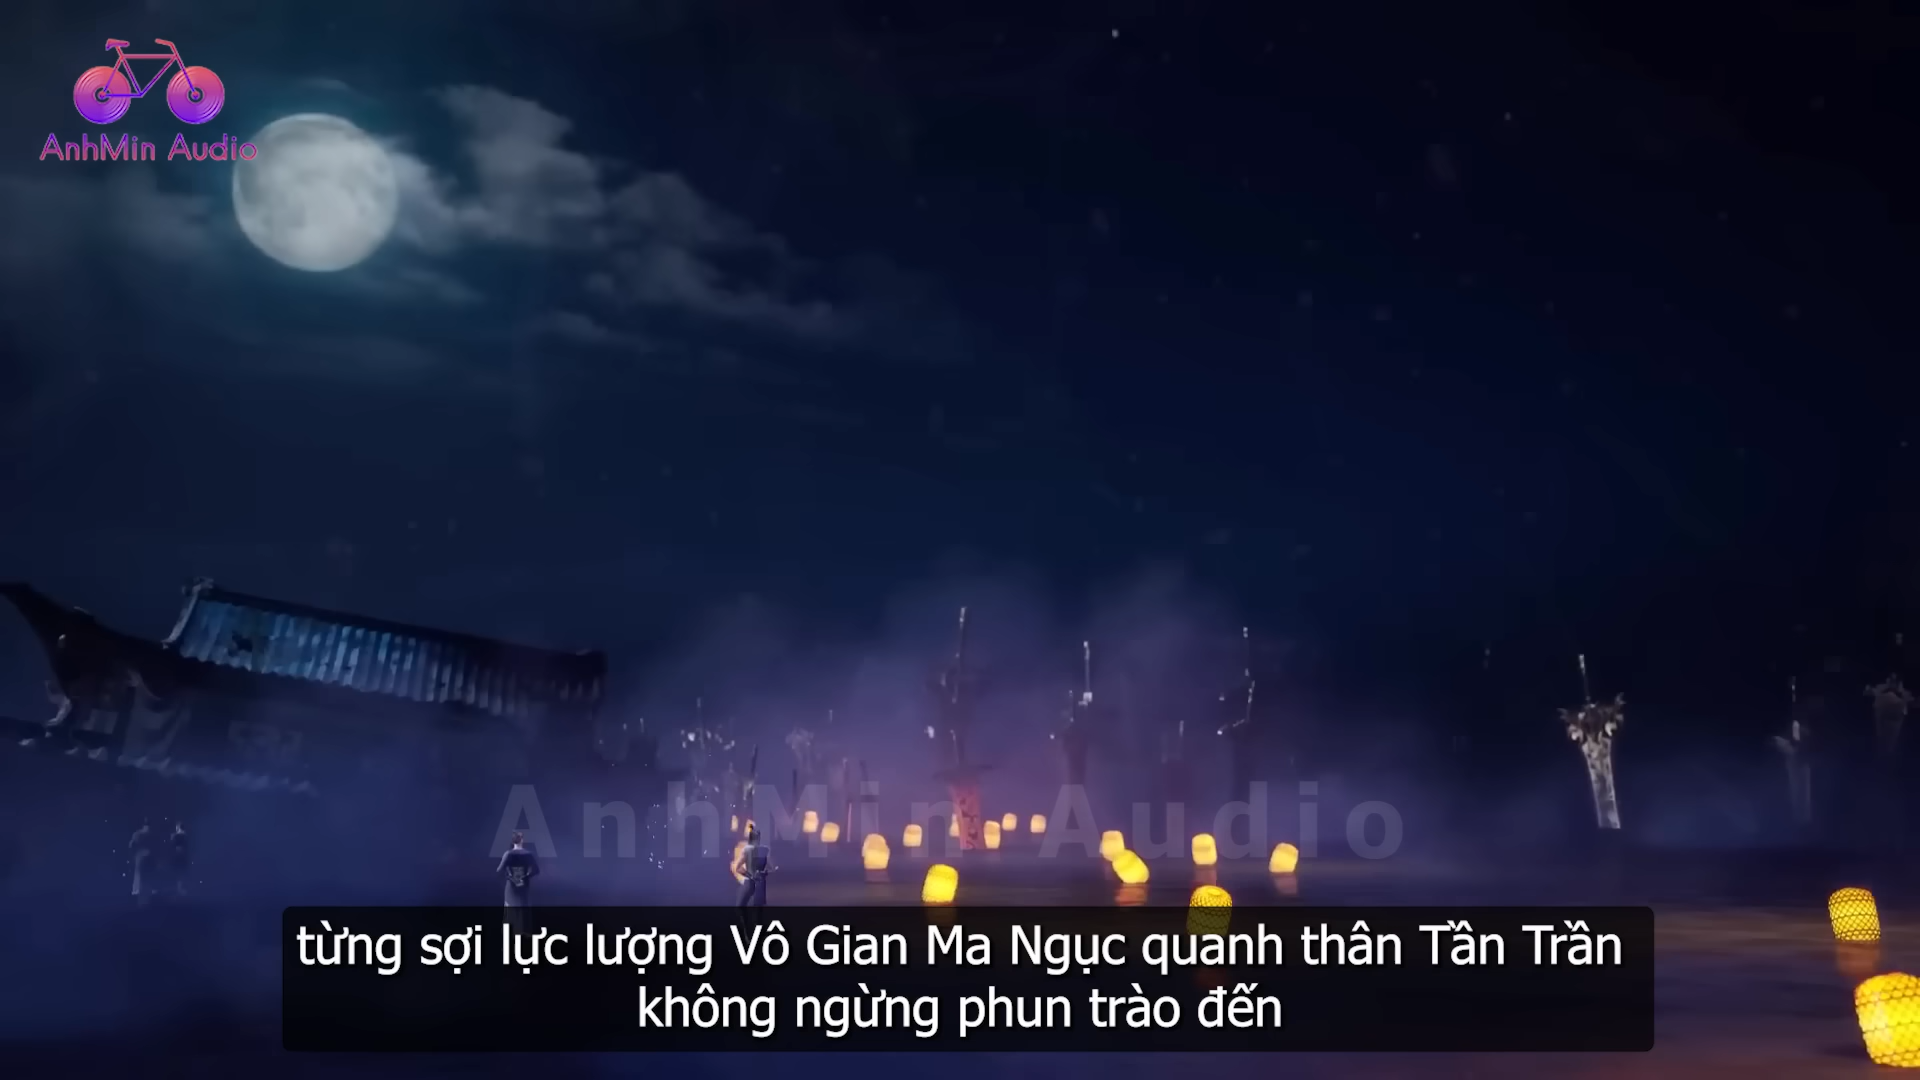 AnhMin Audio
AnhMin Audio
từng sợi lực lượng Vô Gian Ma Ngục quanh thân Tần Trần
không ngừng phun trào đến